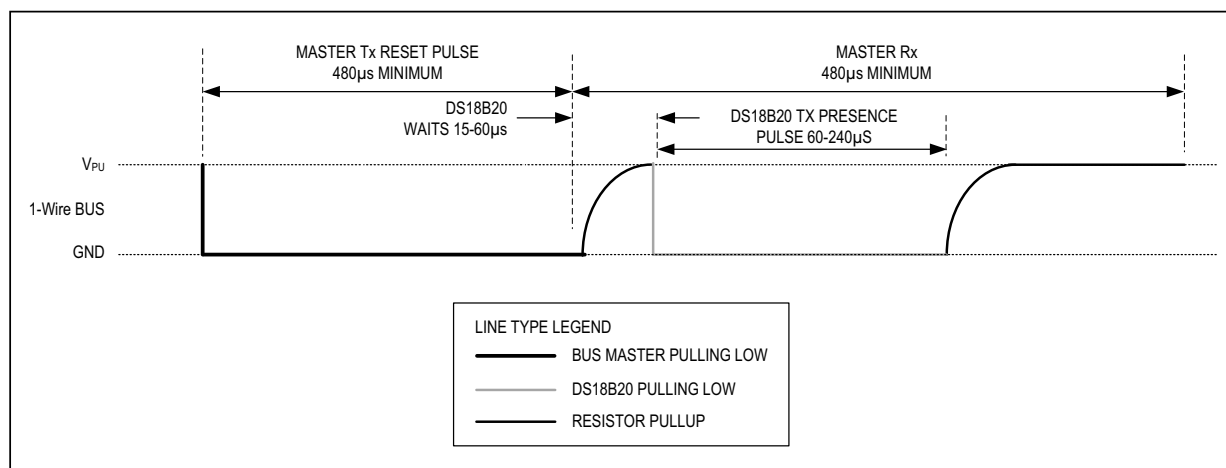 MASTER Tx RESET PULSE
480µs MINIMUM
MASTER Rx
480µs MINIMUM
DS18B20
WAITS 15-60µs
DS18B20 TX PRESENCE
PULSE 60-240µS
VPU
1-Wire BUS
GND
LINE TYPE LEGEND
BUS MASTER PULLING LOW
DS18B20 PULLING LOW
RESISTOR PULLUP